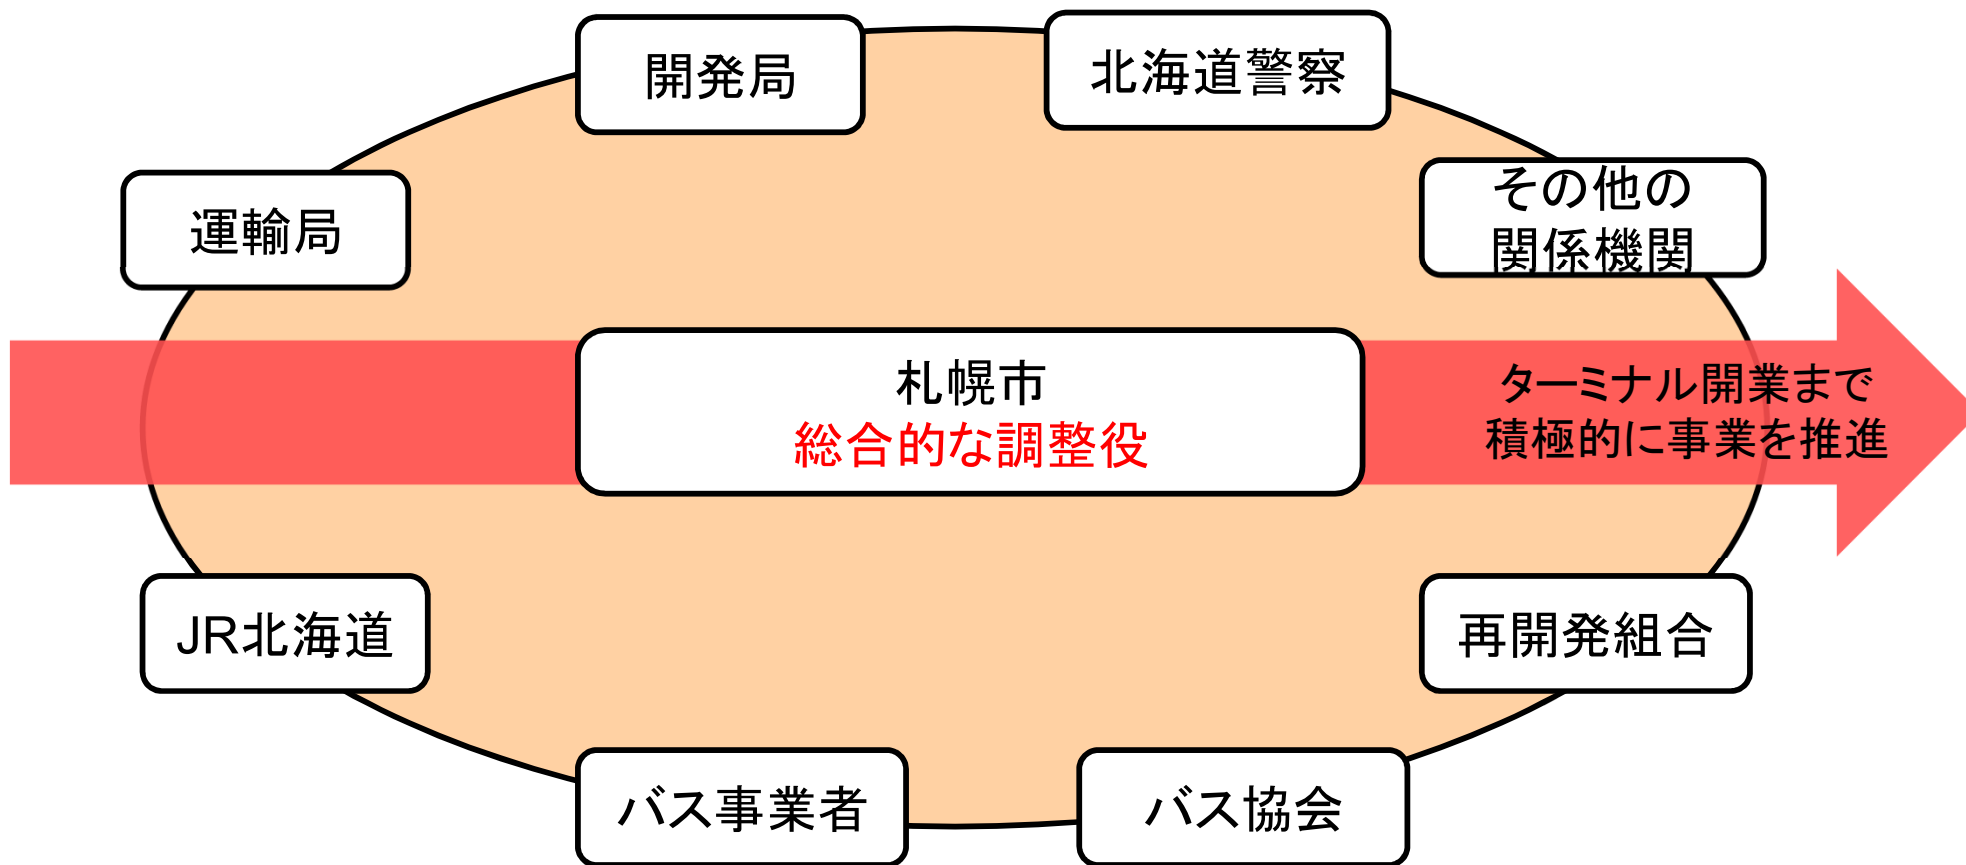 開発局
北海道警察
運輸局
その他の
関係機関
札幌市
総合的な調整役
ターミナル開業まで
積極的に事業を推進
JR北海道
再開発組合
バス事業者
バス協会